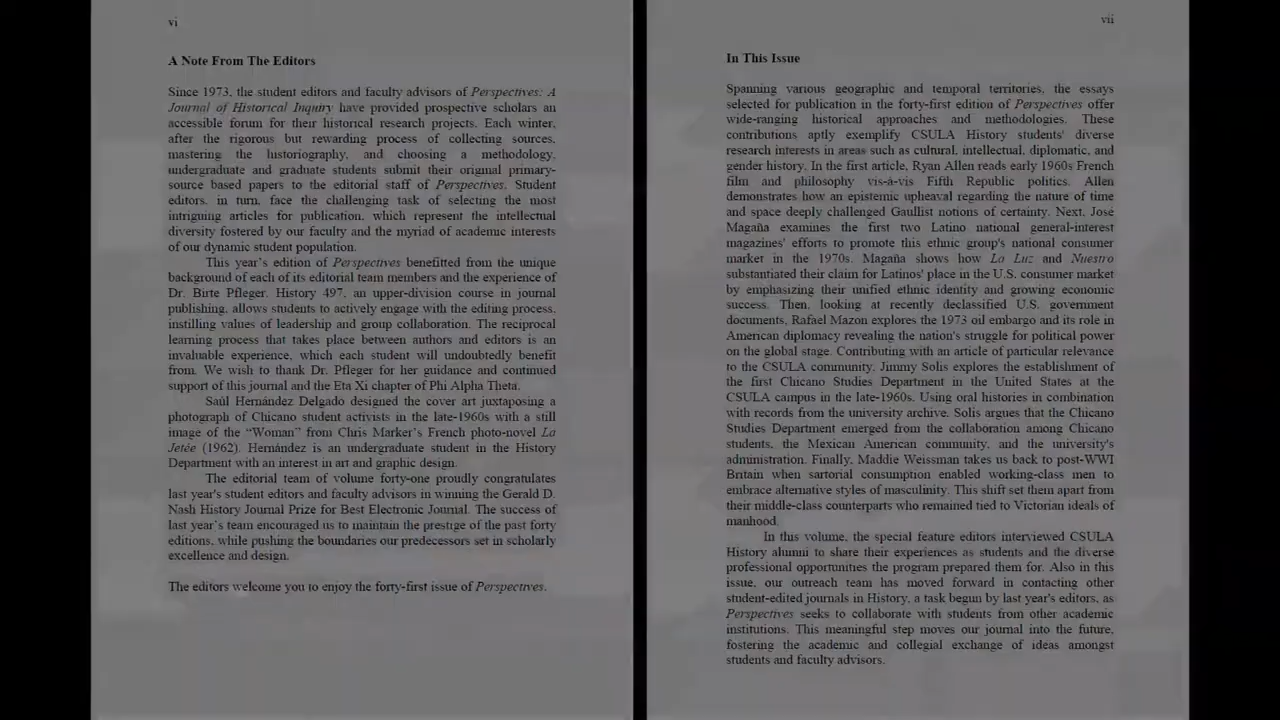 vi
A Note From The Editors
Since 1973, the student editors and faculty advisors of Perspectives: A
Journal of Historical Inquiry have provided prospective scholars an
accessible forum for their historical research projects. Each winter,
after the rigorous but rewarding process of collecting sources,
mastering the historiography, and choosing a methodology,
undergraduate and graduate students submit their original primary-
source based papers to the editorial staff of Perspectives. Student
editors, in turn, face the challenging task of selecting the most
intriguing articles for publication, which represent the intellectual
diversity fostered by our faculty and the myriad of academic interests
of our dynamic student population.
This year's edition of Perspectives benefitted from the unique
background of each of its editorial team members and the experience of
Dr. Birte Pfleger. History 497, an upper-division course in journal
publishing, allows students to actively engage with the editing process,
instilling values of leadership and group collaboration. The reciprocal
learning process that takes place between authors and editors is an
invaluable experience, which each student will undoubtedly benefit
from. We wish to thank Dr. Pfleger for her guidance and continued
support of this journal and the Eta Xi chapter of Phi Alpha Theta.
Saúl Hernández Delgado designed the cover art juxtaposing a
photograph of Chicano student activists in the late-1960s with a still
image of the “Woman” from Chris Marker's French photo-novel La
Jetée (1962). Hernández is an undergraduate student in the History
Department with an interest in art and graphic design.
The editorial team of volume forty-one proudly congratulates
last year's student editors and faculty advisors in winning the Gerald D.
Nash History Journal Prize for Best Electronic Journal. The success of
last year's team encouraged us to maintain the prestige of the past forty
editions, while pushing the boundaries our predecessors set in scholarly
excellence and design.
The editors welcome you to enjoy the forty-first issue of Perspectives.
vii
In This Issue
Spanning various geographic and temporal territories, the essays
selected for publication in the forty-first edition of Perspectives offer
wide-ranging historical approaches and methodologies. These
contributions aptly exemplify CSULA History students' diverse
research interests in areas such as cultural, intellectual, diplomatic, and
gender history. In the first article, Ryan Allen reads early 1960s French
film and philosophy vis-à-vis Fifth Republic politics. Allen
demonstrates how an epistemic upheaval regarding the nature of time
and space deeply challenged Gaullist notions of certainty. Next, José
Magaña examines the first two Latino national general-interest
magazines' efforts to promote this ethnic group's national consumer
market in the 1970s. Magaña shows how La Luz and Nuestro
substantiated their claim for Latinos' place in the U.S. consumer market
by emphasizing their unified ethnic identity and growing economic
success. Then, looking at recently declassified U.S. government
documents, Rafael Mazon explores the 1973 oil embargo and its role in
American diplomacy revealing the nation's struggle for political power
on the global stage. Contributing with an article of particular relevance
to the CSULA community, Jimmy Solis explores the establishment of
the first Chicano Studies Department in the United States at the
CSULA campus in the late-1960s. Using oral histories in combination
with records from the university archive, Solis argues that the Chicano
Studies Department emerged from the collaboration among Chicano
students, the Mexican American community, and the university's
administration. Finally, Maddie Weissman takes us back to post-WWI
Britain when sartorial consumption enabled working-class men to
embrace alternative styles of masculinity. This shift set them apart from
their middle-class counterparts who remained tied to Victorian ideals of
manhood.
In this volume, the special feature editors interviewed CSULA
History alumni to share their experiences as students and the diverse
professional opportunities the program prepared them for. Also in this
issue, our outreach team has moved forward in contacting other
student-edited journals in History, a task begun by last year's editors, as
Perspectives seeks to collaborate with students from other academic
institutions. This meaningful step moves our journal into the future,
fostering the academic and collegial exchange of ideas amongst
students and faculty advisors.